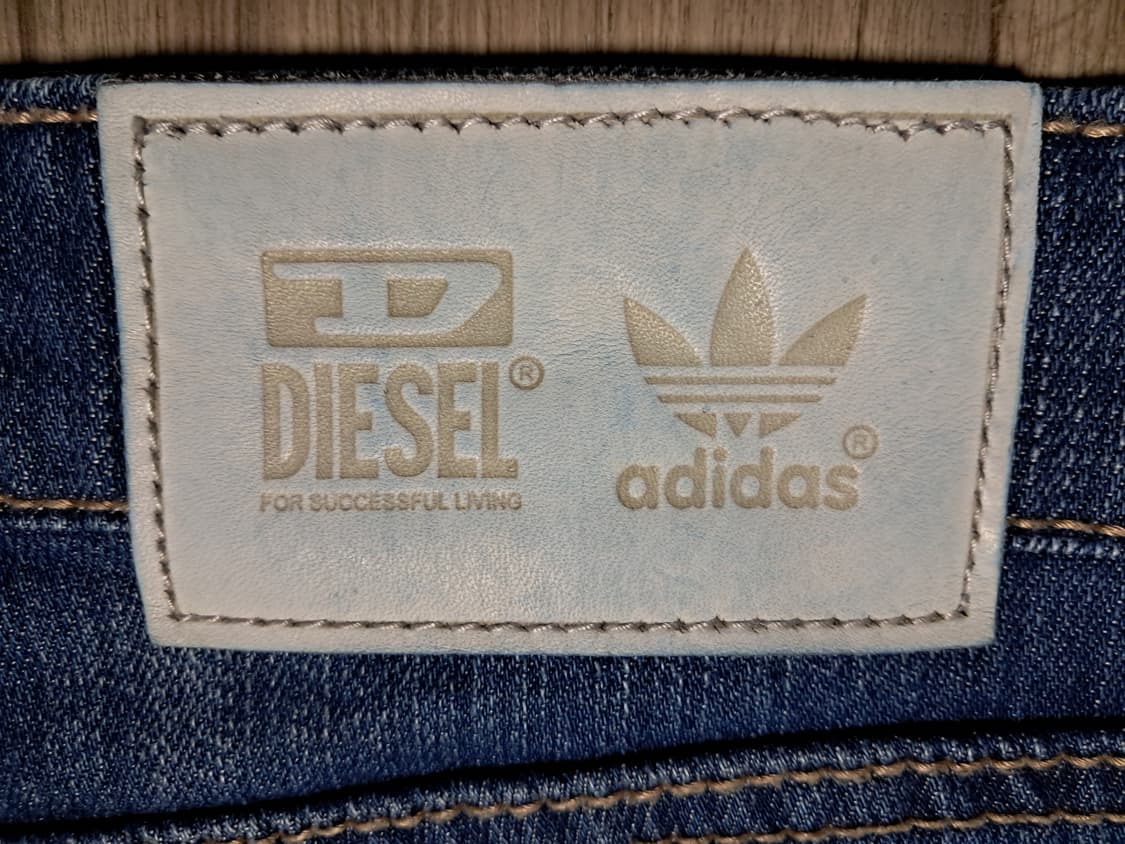 D
DIESEL®
FOR SUCCESSFUL LIVING
adidas®